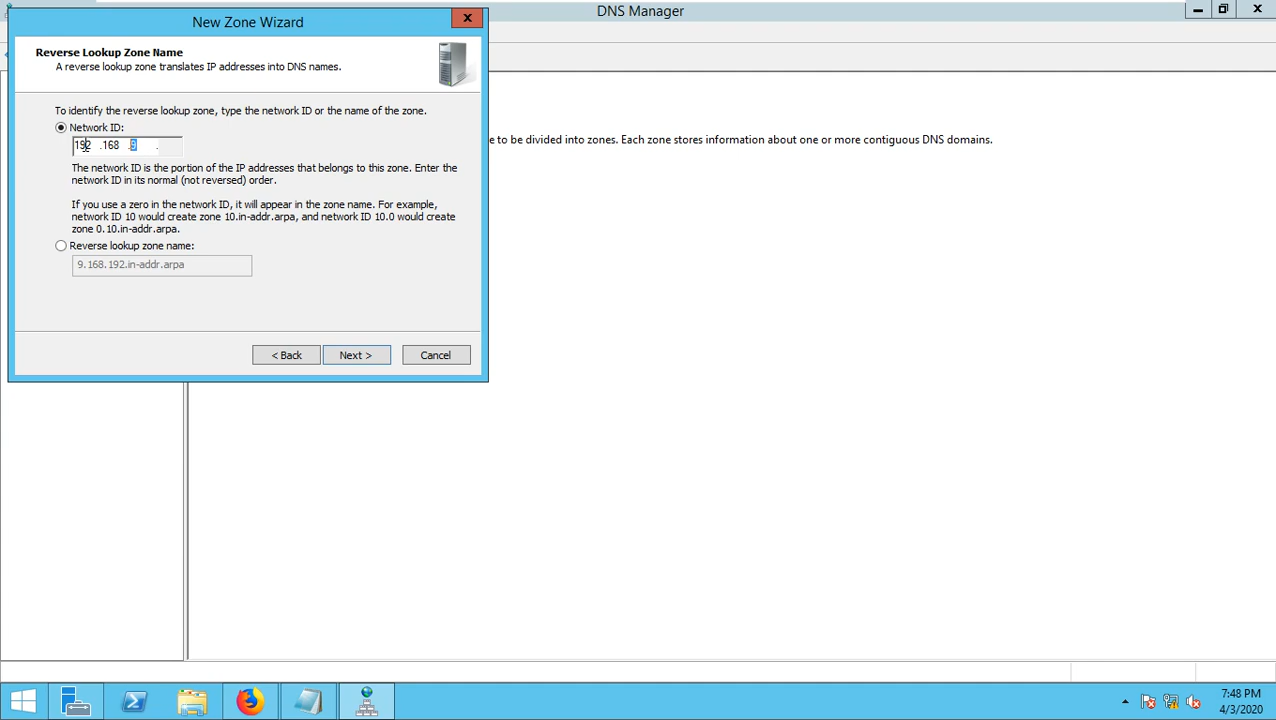 New Zone Wizard
x
DNS Manager
Reverse Lookup Zone Name
A reverse lookup zone translates IP addresses into DNS names.
To identify the reverse lookup zone, type the network ID or the name of the zone.
Network ID:
192 .168 .9 .
e to be divided into zones. Each zone stores information about one or more contiguous DNS domains.
The network ID is the portion of the IP addresses that belongs to this zone. Enter the
network ID in its normal (not reversed) order.
If you use a zero in the network ID, it will appear in the zone name. For example,
network ID 10 would create zone 10.in-addr.arpa, and network ID 10.0 would create
zone 0.10.in-addr.arpa.
Reverse lookup zone name:
9.168.192.in-addr.arpa
< Back
Next >
Cancel
7:48 PM
4/3/2020